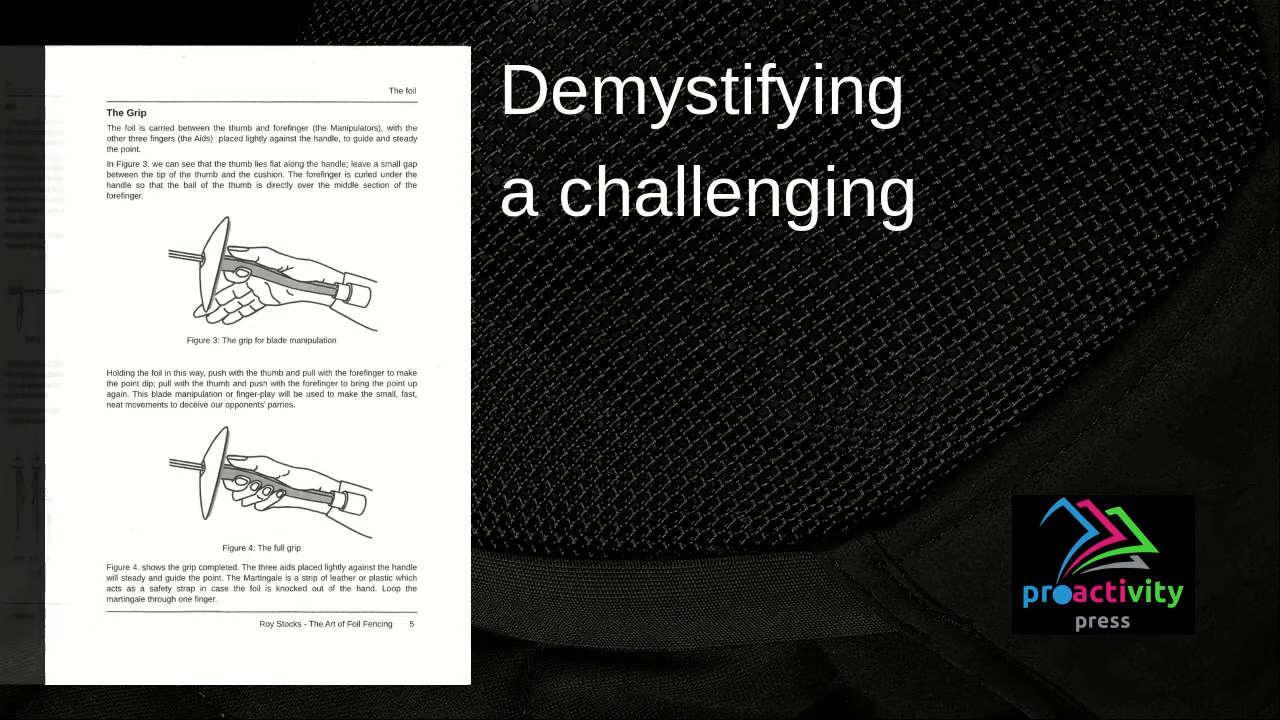 The foil
The Grip
The foil is carried between the thumb and forefinger (the Manipulators), with the
other three fingers (the Aids) placed lightly against the handle, to guide and steady
the point.
In Figure 3. we can see that the thumb lies flat along the handle; leave a small gap
between the tip of the thumb and the cushion. The forefinger is curled under the
handle so that the ball of the thumb is directly over the middle section of the
forefinger.
Figure 3: The grip for blade manipulation
Holding the foil in this way, push with the thumb and pull with the forefinger to make
the point dip; pull with the thumb and push with the forefinger to bring the point up
again. This blade manipulation or finger-play will be used to make the small, fast,
neat movements to deceive our opponents' parries.
Figure 4: The full grip
Figure 4. shows the grip completed. The three aids placed lightly against the handle
will steady and guide the point. The Martingale is a strip of leather or plastic which
acts as a safety strap in case the foil is knocked out of the hand. Loop the
martingale through one finger.
Roy Stocks - The Art of Foil Fencing 5
Demystifying
a challenging
proactivity
press